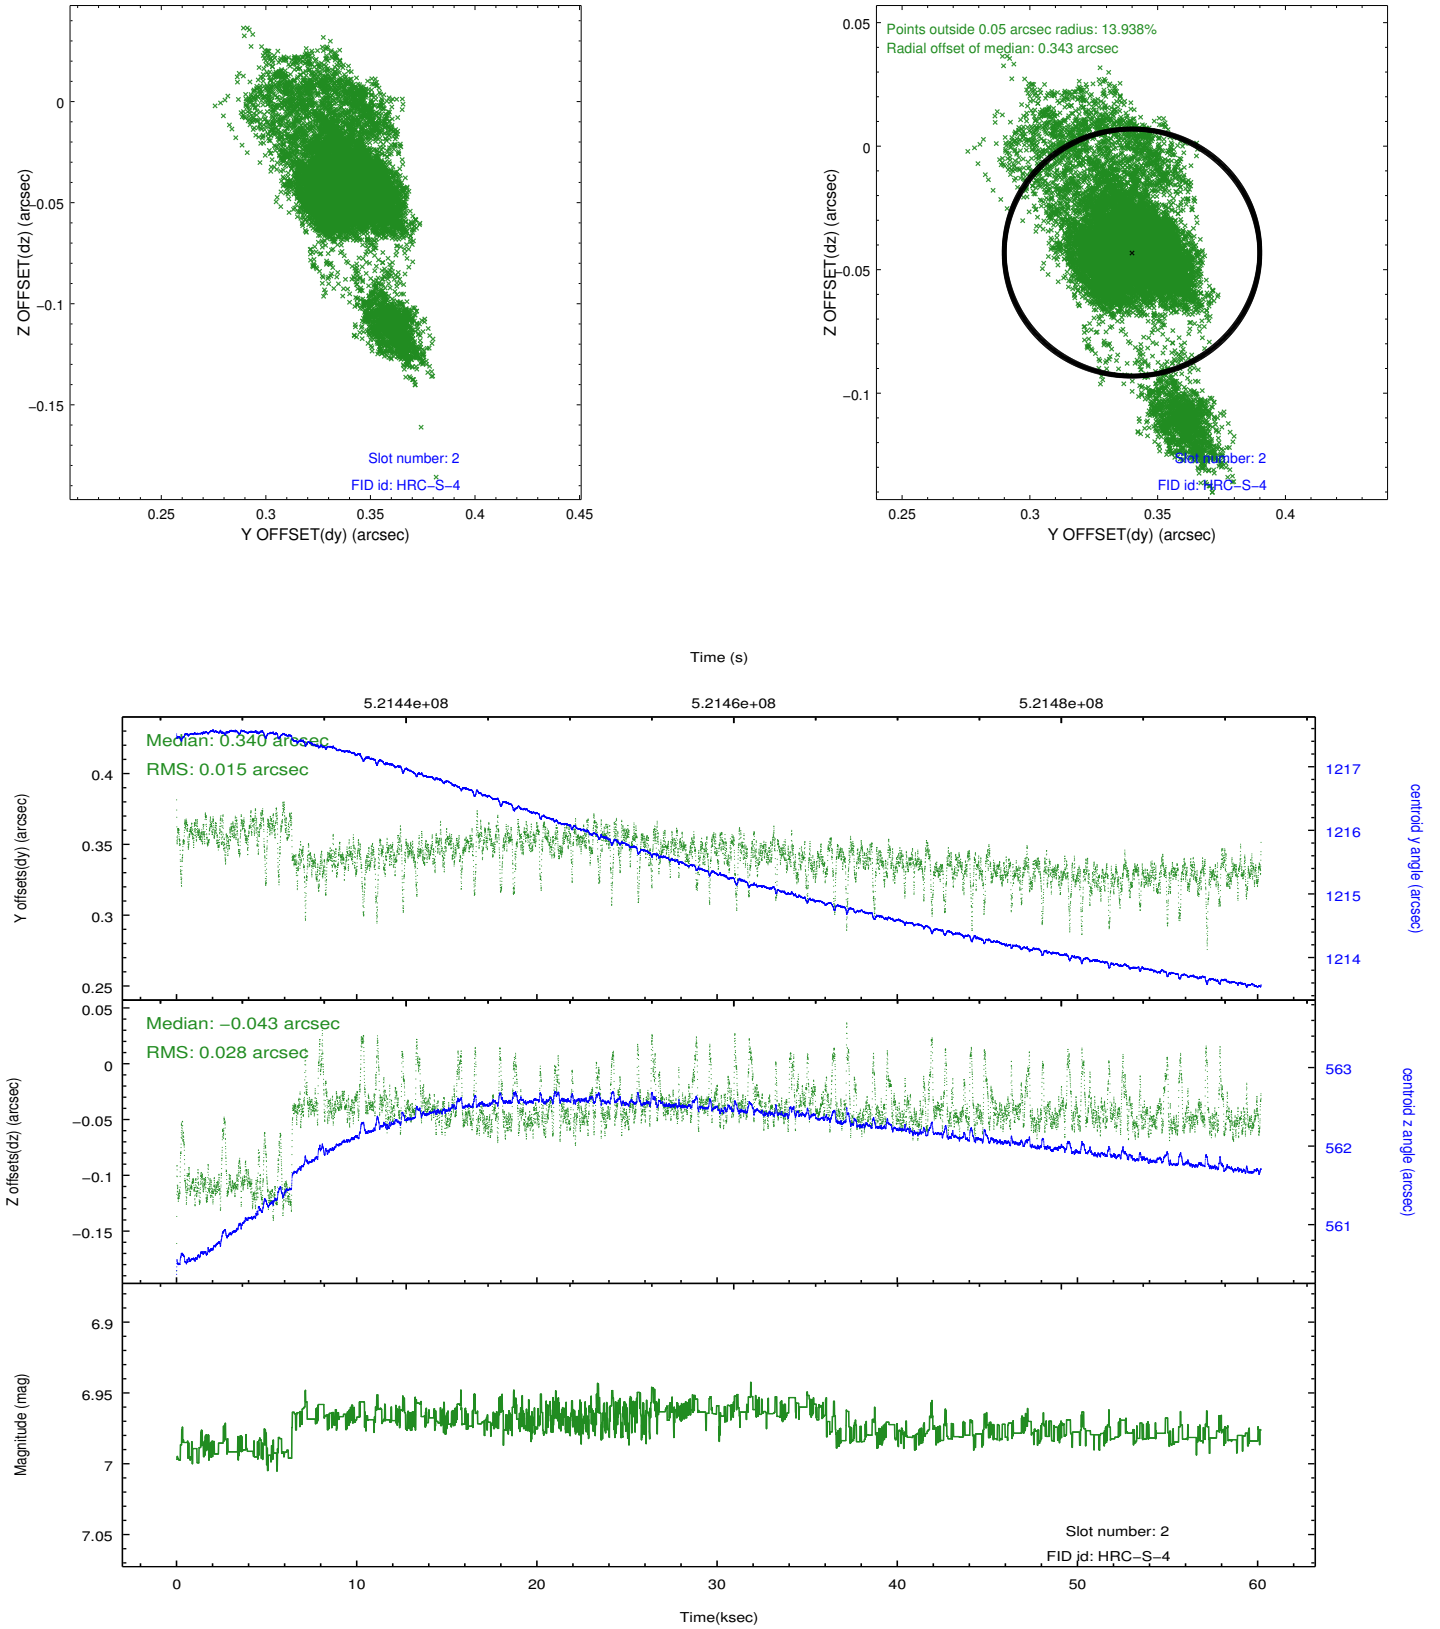 0
−0.05
−0.1
−0.15
Z OFFSET(dz) (arcsec)
Slot number: 2
FID id: HRC−S−4
0.25
0.3
0.35
0.4
0.45
Y OFFSET(dy) (arcsec)
Points outside 0.05 arcsec radius: 13.938%
Radial offset of median: 0.343 arcsec
0.05
0
−0.05
−0.1
Z OFFSET(dz) (arcsec)
Slot number: 2
FID id: HRC−S−4
0.25
0.3
0.35
0.4
Y OFFSET(dy) (arcsec)
Time (s)
5.2144e+08
5.2146e+08
5.2148e+08
Median: 0.340 arcsec
RMS: 0.015 arcsec
0.4
0.35
0.3
0.25
Y offsets(dy) (arcsec)
1217
1216
1215
1214
centroid y angle (arcsec)
Median: −0.043 arcsec
RMS: 0.028 arcsec
0.05
0
−0.05
−0.1
−0.15
Z offsets(dz) (arcsec)
563
562
561
centroid z angle (arcsec)
6.9
6.95
7
7.05
Magnitude (mag)
Slot number: 2
FID id: HRC−S−4
0
10
20
30
40
50
60
Time(ksec)